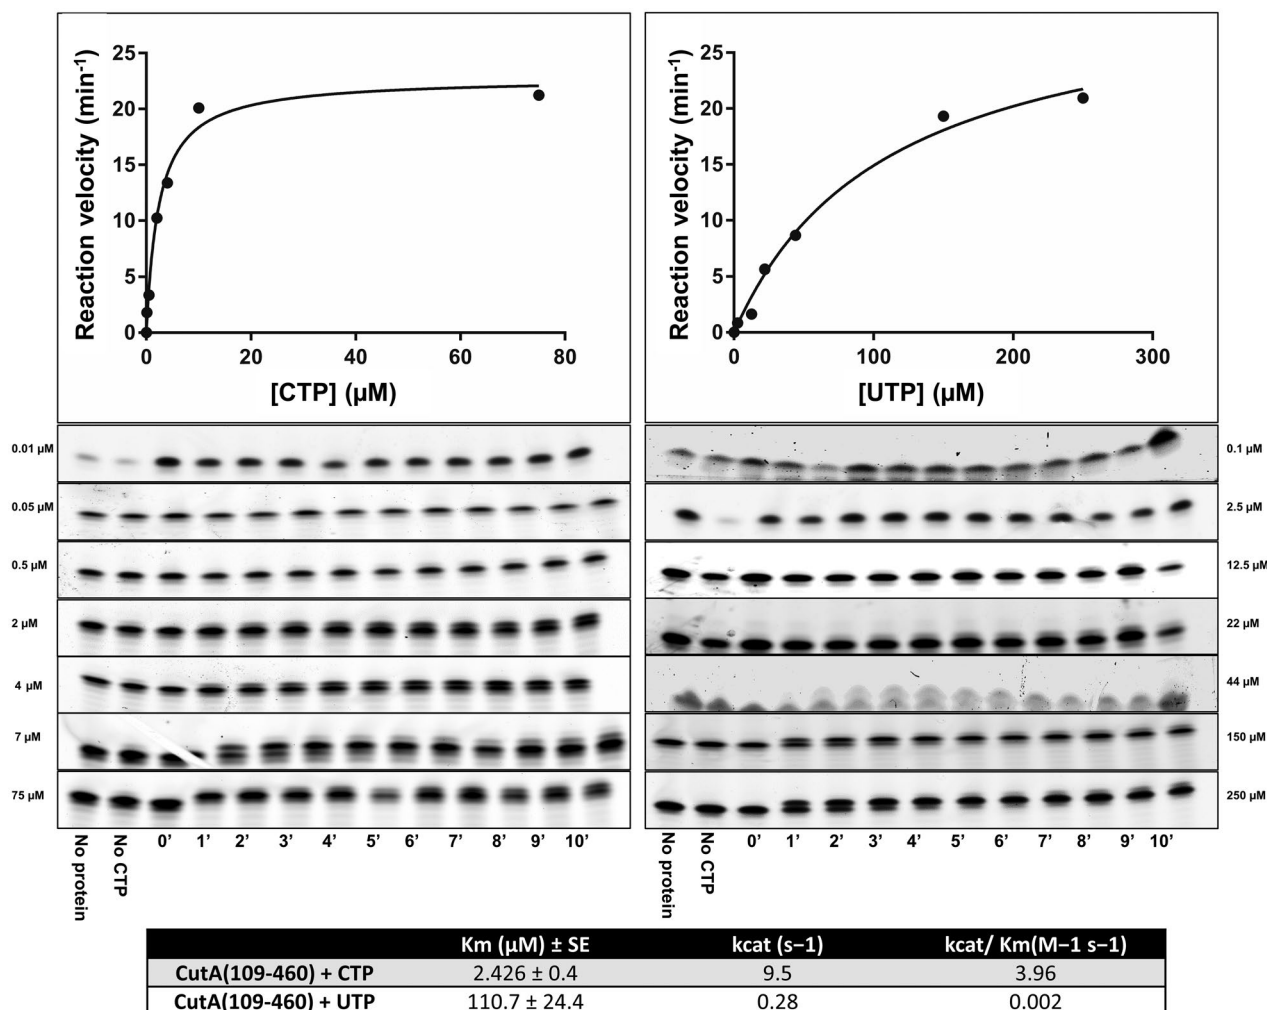 Reaction velocity (min-1)
25
20
15
10
5
0
0 20 40 60 80
[CTP] (μM)
Reaction velocity (min-1)
25
20
15
10
5
0
0 100 200 300
[UTP] (μM)
0.01 μM
0.05 μM
0.5 μM
2 μM
4 μM
7 μM
75 μM
0.1 μM
2.5 μM
12.5 μM
22 μM
44 μM
150 μM
250 μM
No protein No CTP 0’ 1’ 2’ 3’ 4’ 5’ 6’ 7’ 8’ 9’ 10’
No protein No CTP 0’ 1’ 2’ 3’ 4’ 5’ 6’ 7’ 8’ 9’ 10’
Km (μM) ± SE kcat (s–1) kcat/ Km(M–1 s–1)
CutA(109-460) + CTP 2.426 ± 0.4 9.5 3.96
CutA(109-460) + UTP 110.7 ± 24.4 0.28 0.002